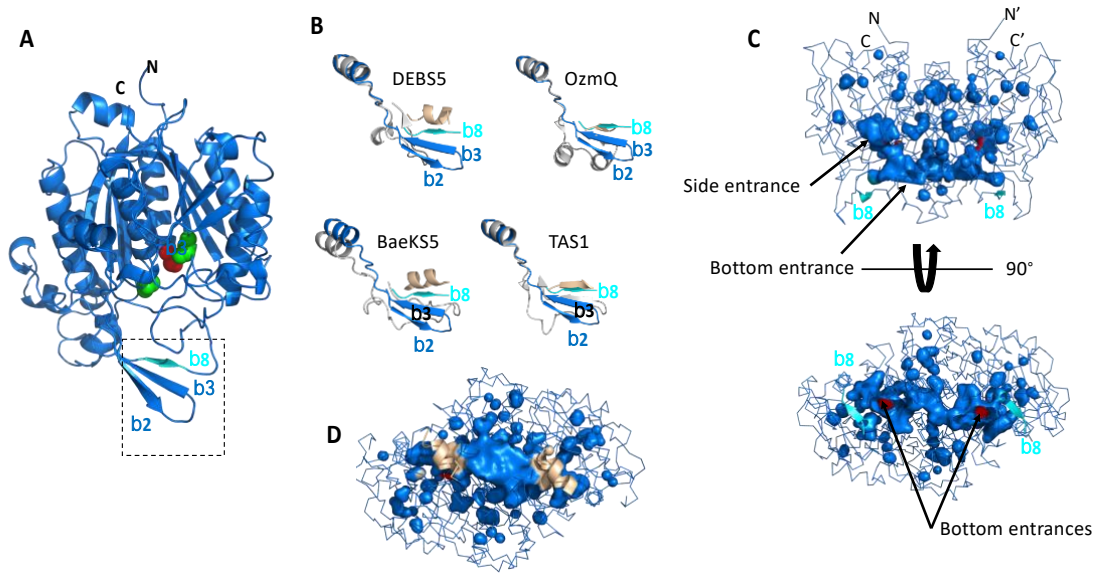 A
N
C
b8
b3
b2
B
DEBS5
b8
b3
b2
OzmQ
b8
b3
b2
BaeKS5
b8
b3
b2
TAS1
b8
b3
b2
C
N
N’
C
C’
Side entrance
b8
b8
Bottom entrance
90°
b8
b8
Bottom entrances
D